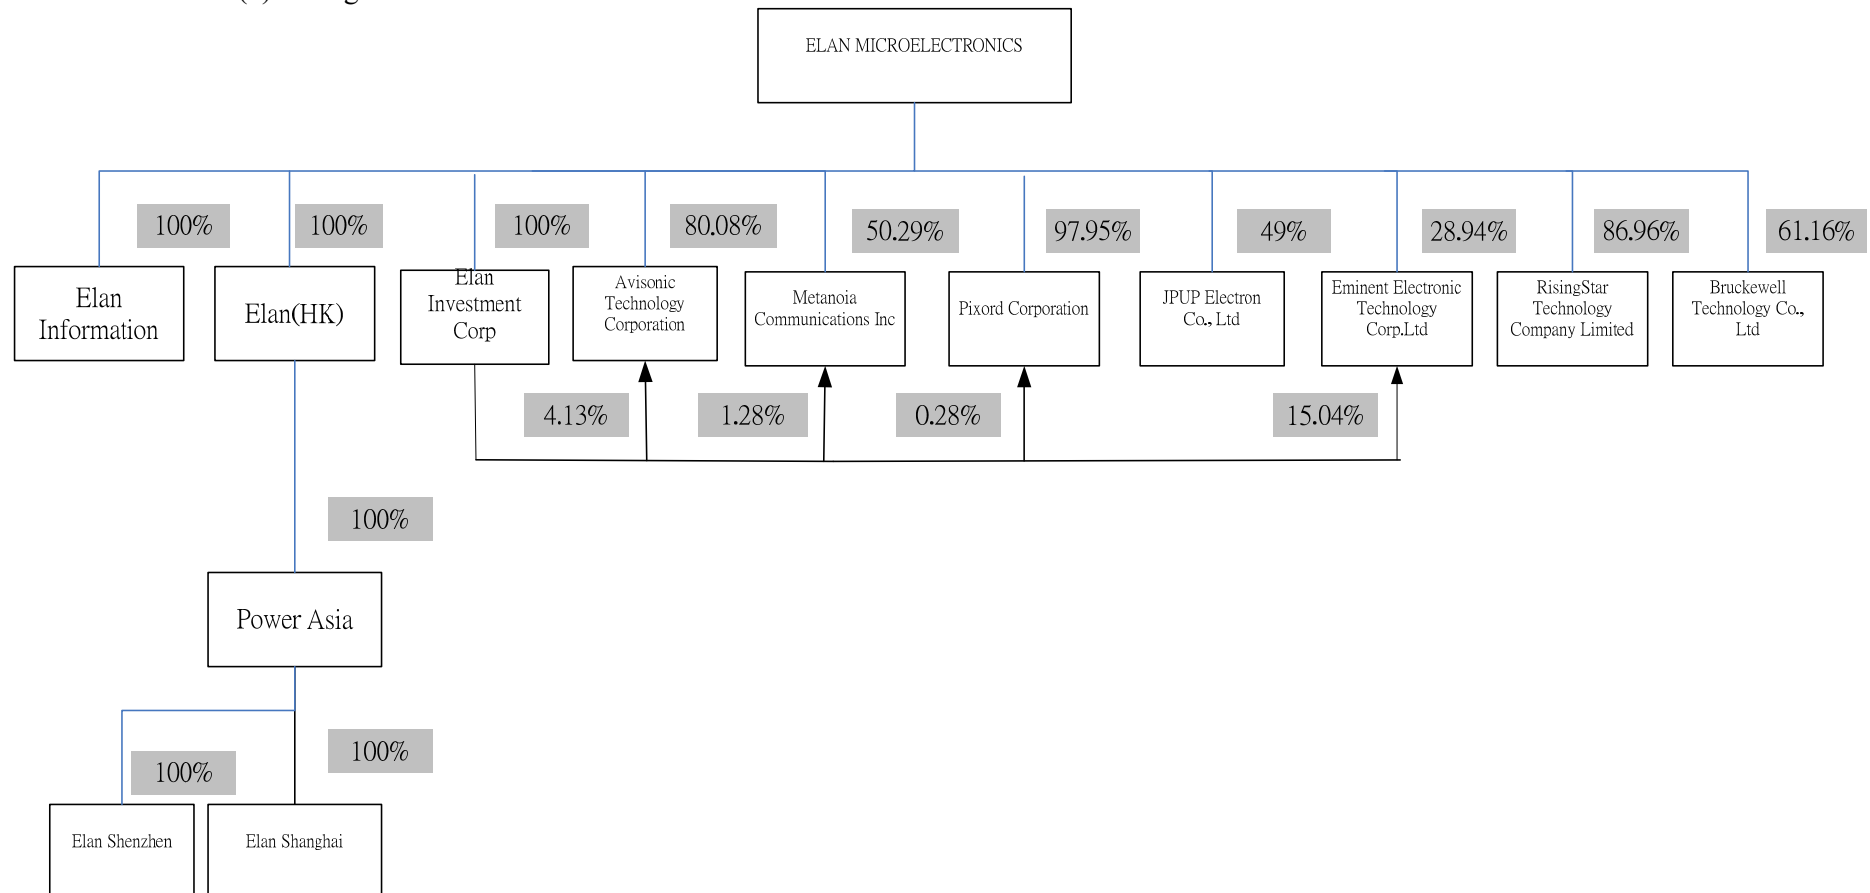 ELAN MICROELECTRONICS
100%
100%
100%
80.08%
50.29%
97.95%
49%
28.94%
86.96%
61.16%
Elan
Information
Elan(HK)
Elan
Investment
Corp
Avisonic
Technology
Corporation
Metanoia
Communications Inc
Pixord Corporation
JPUP Electron
Co., Ltd
Eminent Electronic
Technology
Corp.Ltd
RisingStar
Technology
Company Limited
Bruckewell
Technology Co.,
Ltd
4.13%
1.28%
0.28%
15.04%
100%
Power Asia
100%
100%
Elan Shenzhen
Elan Shanghai